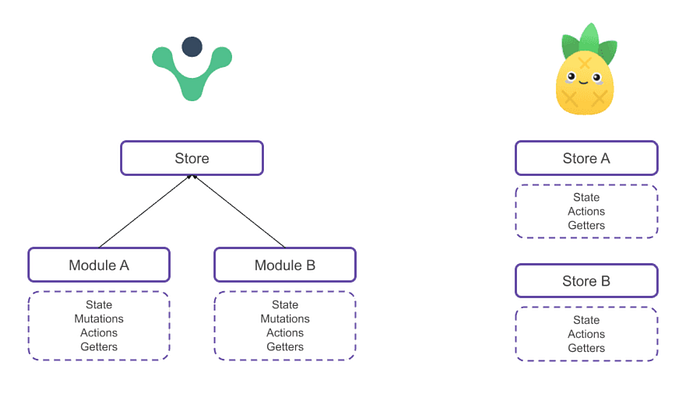 Store
Module A
State
Mutations
Actions
Getters
Module B
State
Mutations
Actions
Getters
Store A
State
Actions
Getters
Store B
State
Actions
Getters